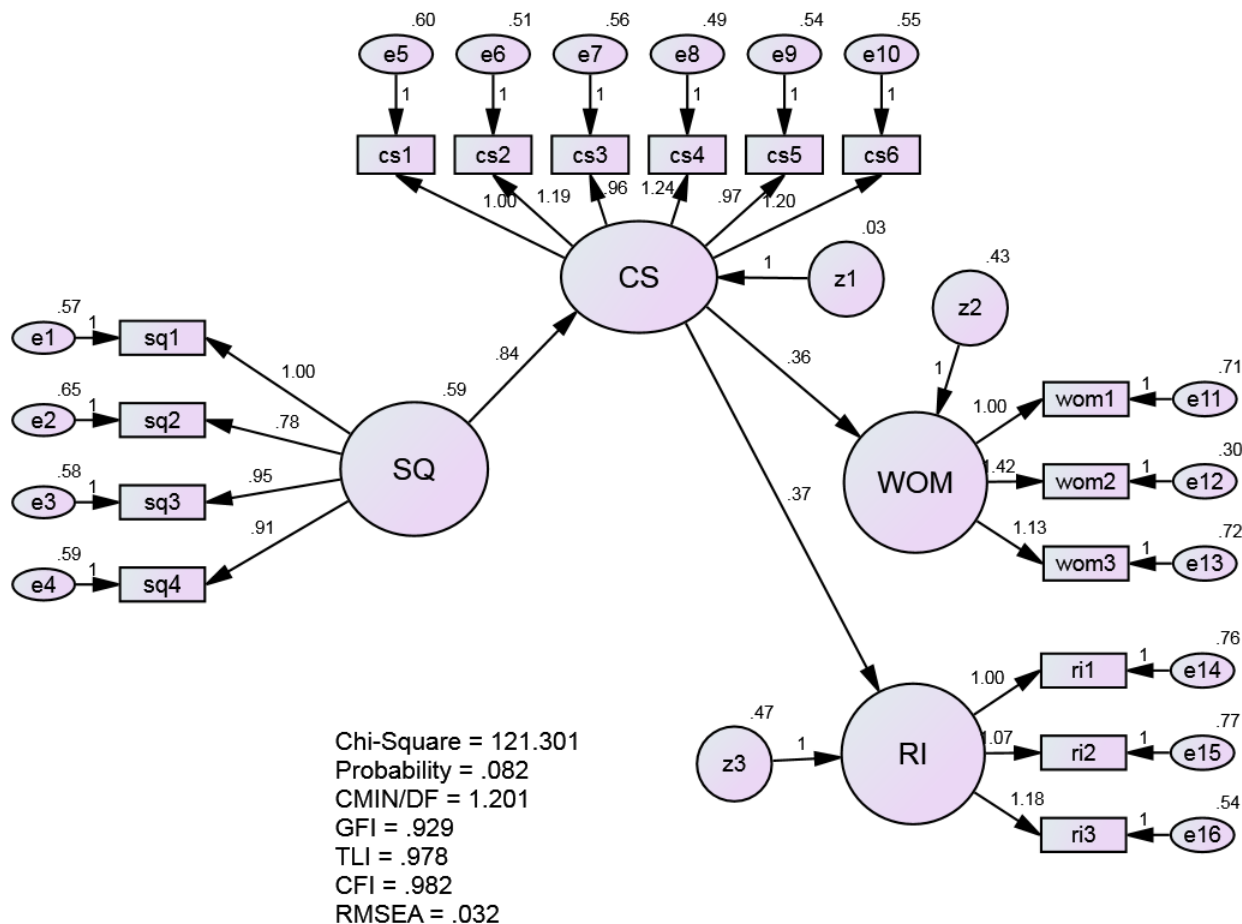 .60 .51 .56 .49 .54 .55
e5 e6 e7 e8 e9 e10
1 1 1 1 1 1
cs1 cs2 cs3 cs4 cs5 cs6
1.00 1.19 .96 1.24 .97 1.20
CS
1
z1
.03
.43
z2
1
.57
e1 1 sq1
.65
e2 1 sq2
.58
e3 1 sq3
.59
e4 1 sq4
1.00
.78
.95
.91
.59
SQ
.84
.36
.37
WOM
1.00
1.42
1.13
wom1 1 e11
.71
wom2 1 e12
.30
wom3 1 e13
.72
.47
z3
1
RI
1.00
1.07
1.18
ri1 1 e14
.76
ri2 1 e15
.77
ri3 1 e16
.54
Chi-Square = 121.301
Probability = .082
CMIN/DF = 1.201
GFI = .929
TLI = .978
CFI = .982
RMSEA = .032